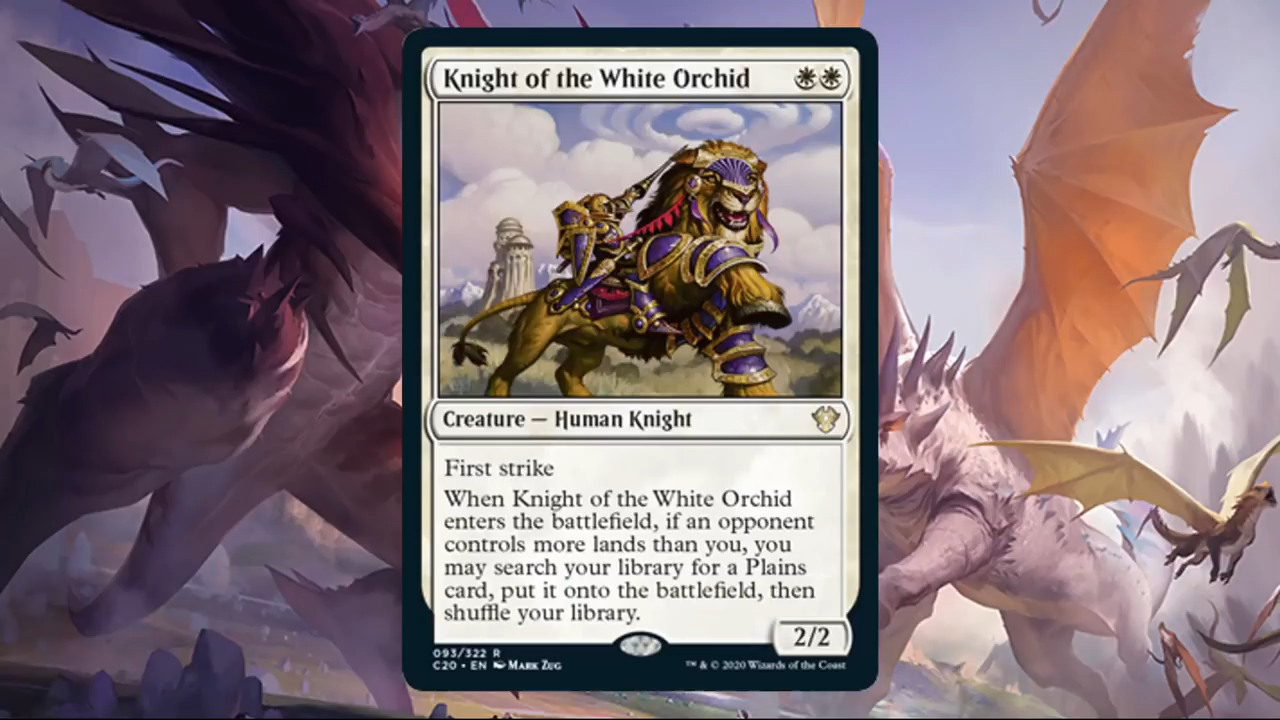 Knight of the White Orchid
Creature — Human Knight
First strike
When Knight of the White Orchid
enters the battlefield, if an opponent
controls more lands than you, you
may search your library for a Plains
card, put it onto the battlefield, then
shuffle your library.
2/2
093/322 R
C20 • EN Mark Zug
™ & © 2020 Wizards of the Coast